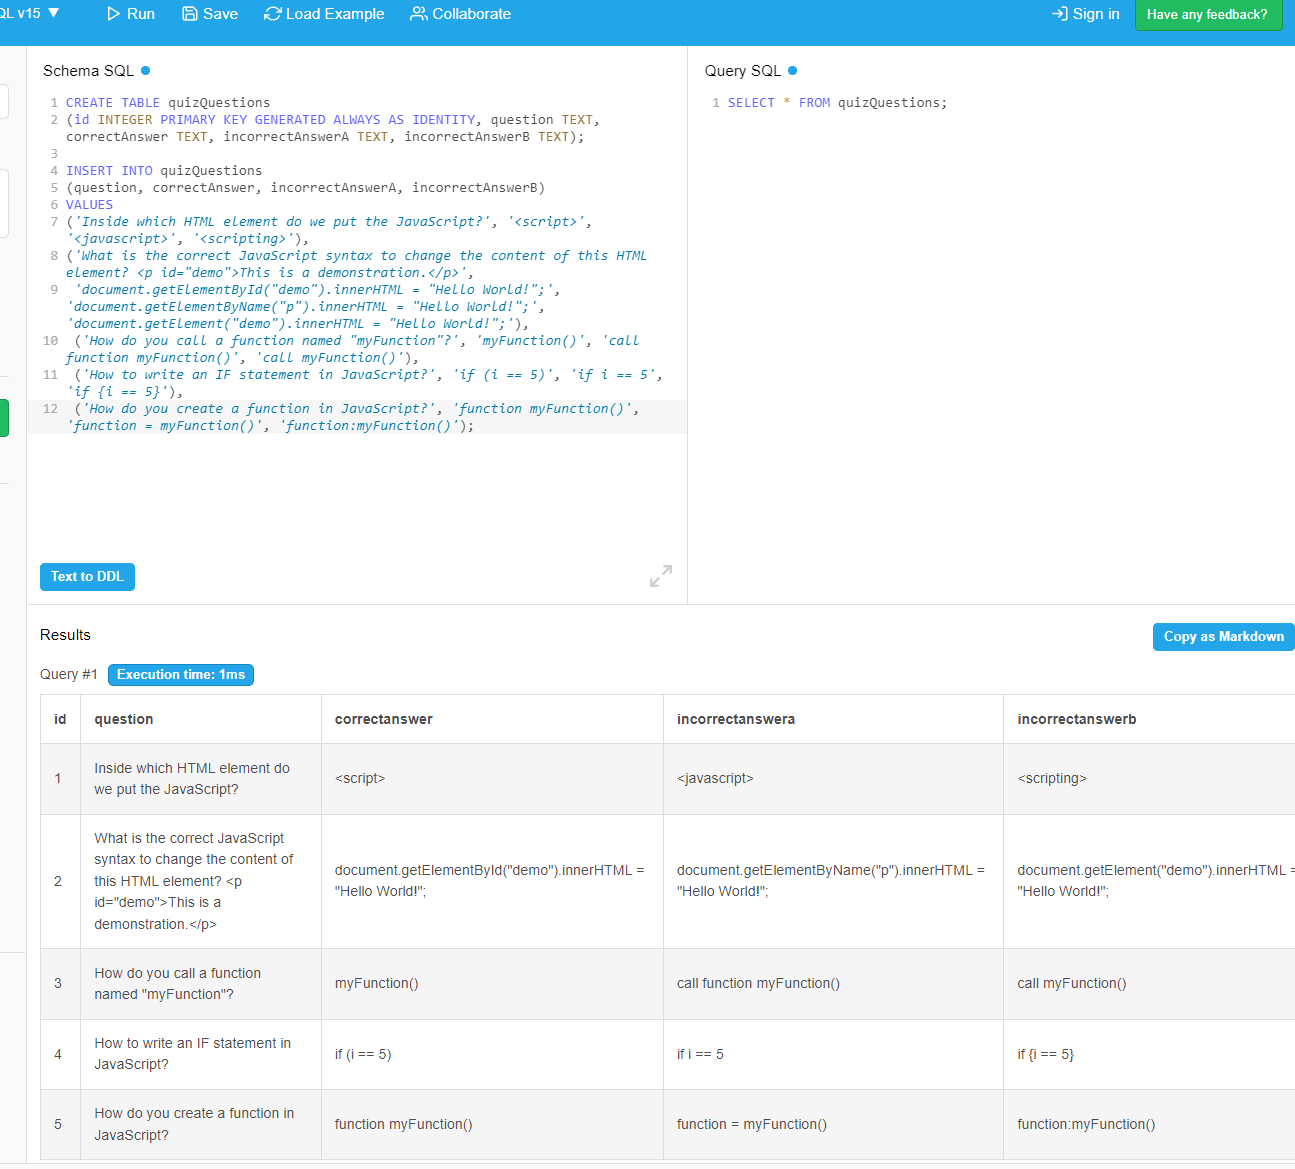 QL v15 ▼ Run Save Load Example Collaborate Sign in Have any feedback?
Schema SQL
1 CREATE TABLE quizQuestions
2 (id INTEGER PRIMARY KEY GENERATED ALWAYS AS IDENTITY, question TEXT,
correctAnswer TEXT, incorrectAnswerA TEXT, incorrectAnswerB TEXT);
3
4 INSERT INTO quizQuestions
5 (question, correctAnswer, incorrectAnswerA, incorrectAnswerB)
6 VALUES
7 ('Inside which HTML element do we put the JavaScript?', '<script>',
'<javascript>', '<scripting>'),
8 ('What is the correct JavaScript syntax to change the content of this HTML
element? <p id="demo">This is a demonstration.</p>',
9 'document.getElementById("demo").innerHTML = "Hello World!";',
'document.getElementByName("p").innerHTML = "Hello World!";',
'document.getElement("demo").innerHTML = "Hello World!";'),
10 ('How do you call a function named "myFunction"?', 'myFunction()', 'call
function myFunction()', 'call myFunction()'),
11 ('How to write an IF statement in JavaScript?', 'if (i == 5)', 'if i == 5',
'if {i == 5}'),
12 ('How do you create a function in JavaScript?', 'function myFunction()',
'function = myFunction()', 'function:myFunction()');
Text to DDL
Query SQL
1 SELECT * FROM quizQuestions;
Results
Copy as Markdown
Query #1 Execution time: 1ms
id question correctanswer incorrectanswera incorrectanswerb
1
Inside which HTML element do
we put the JavaScript?
<script>
<javascript>
<scripting>
2
What is the correct JavaScript
syntax to change the content of
this HTML element? <p
id="demo">This is a
demonstration.</p>
document.getElementById("demo").innerHTML =
"Hello World!";
document.getElementByName("p").innerHTML =
"Hello World!";
document.getElement("demo").innerHTML =
"Hello World!";
3
How do you call a function
named "myFunction"?
myFunction()
call function myFunction()
call myFunction()
4
How to write an IF statement in
JavaScript?
if (i == 5)
if i == 5
if {i == 5}
5
How do you create a function in
JavaScript?
function myFunction()
function = myFunction()
function:myFunction()